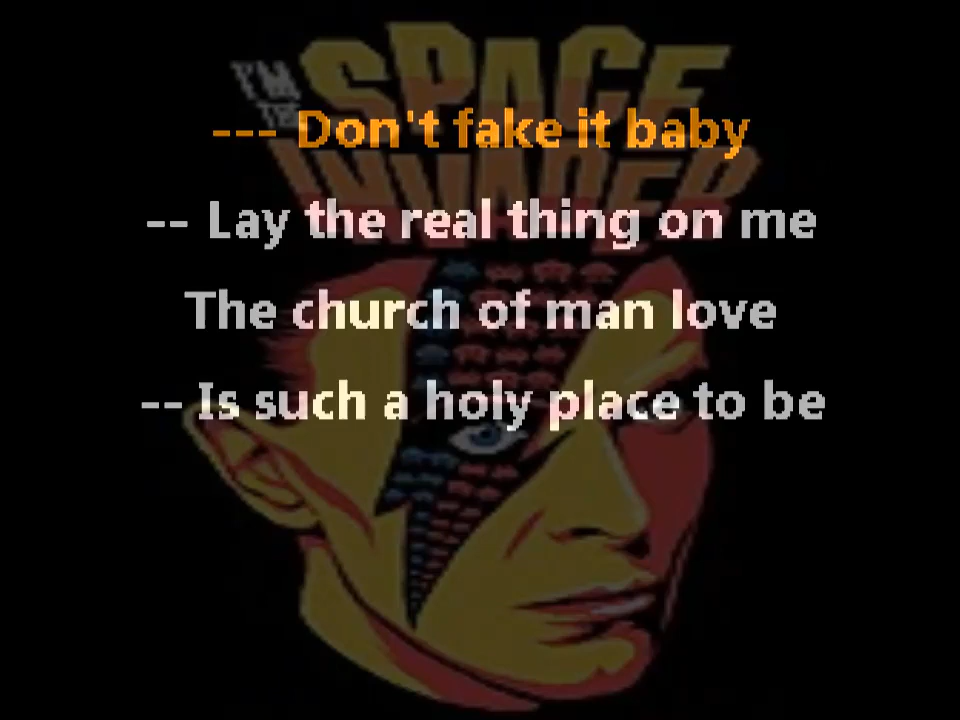 I'M THE SPACE INVADER
--- Don't fake it baby
-- Lay the real thing on me
The church of man love
-- Is such a holy place to be